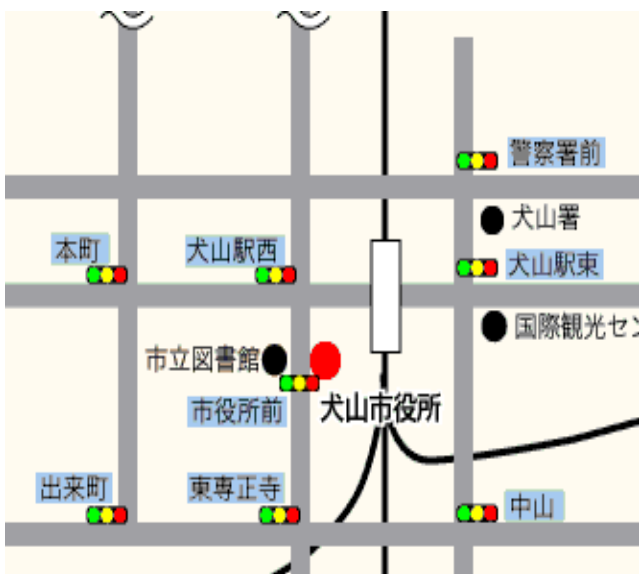 警察署前
犬山署
本町
犬山駅西
犬山駅東
国際観光セン
市立図書館
市役所前
犬山市役所
出来町
東専正寺
中山